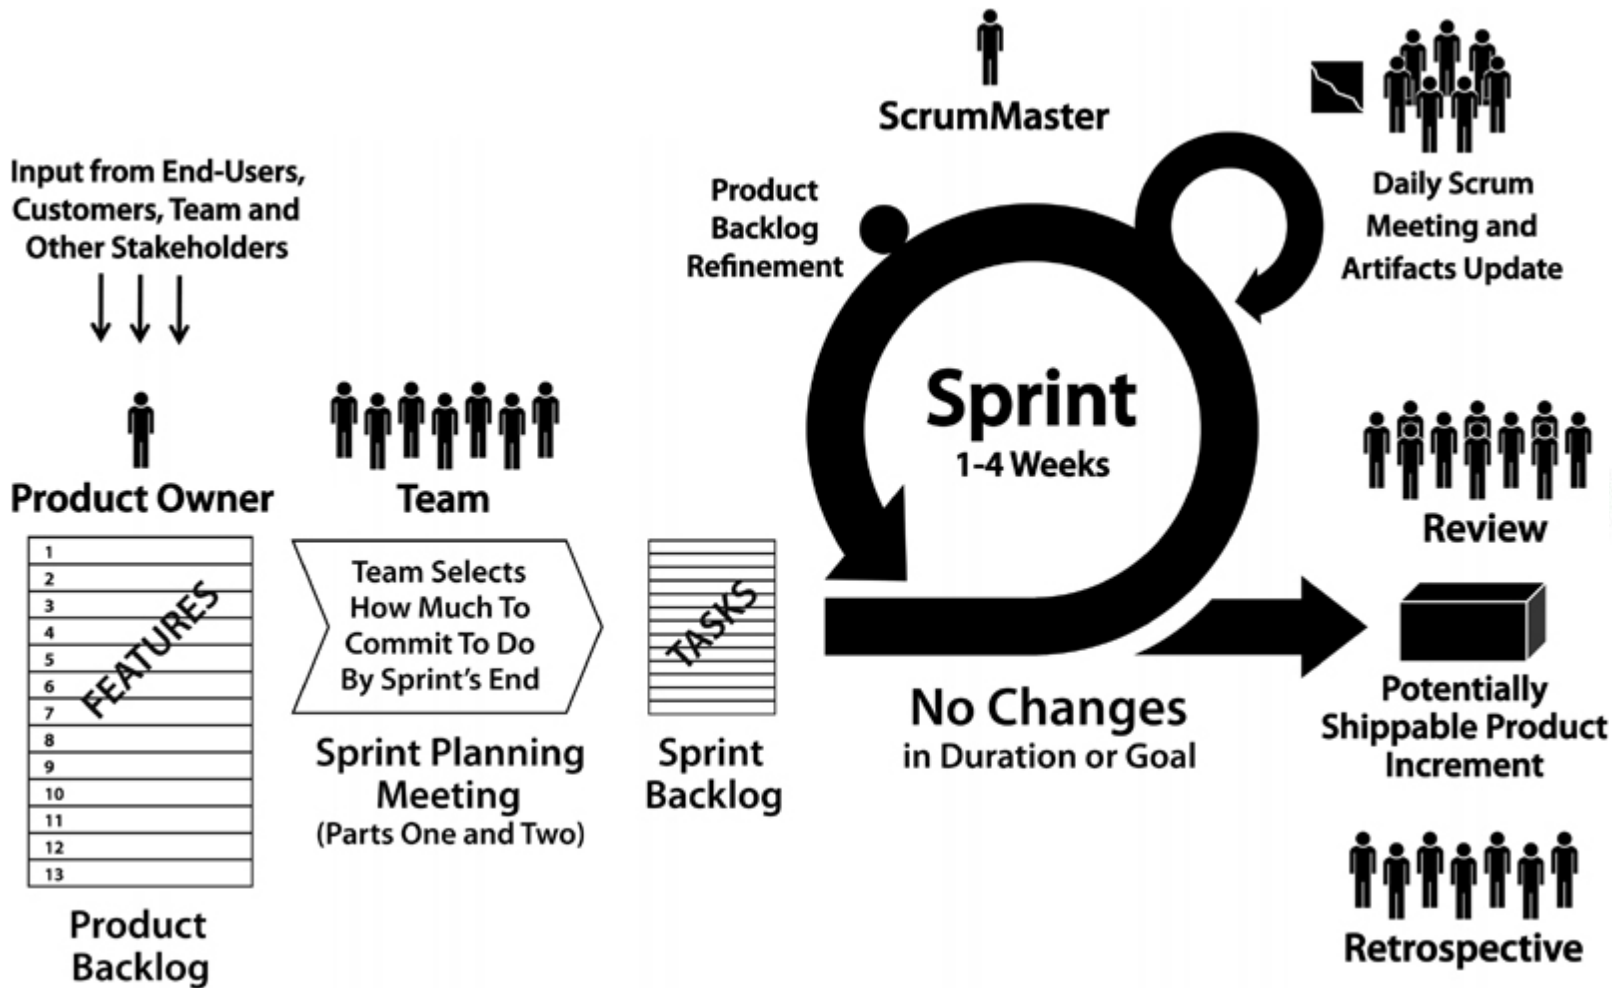 ScrumMaster
Input from End-Users,
Customers, Team and
Other Stakeholders
Product
Backlog
Refinement
Daily Scrum
Meeting and
Artifacts Update
Sprint
1-4 Weeks
Product Owner
Team
Review
1
2
3
4
5
6
7
8
9
10
11
12
13
FEATURES
Team Selects
How Much To
Commit To Do
By Sprint's End
TASKS
Sprint Planning
Meeting
(Parts One and Two)
Sprint
Backlog
No Changes
in Duration or Goal
Potentially
Shippable Product
Increment
Product
Backlog
Retrospective